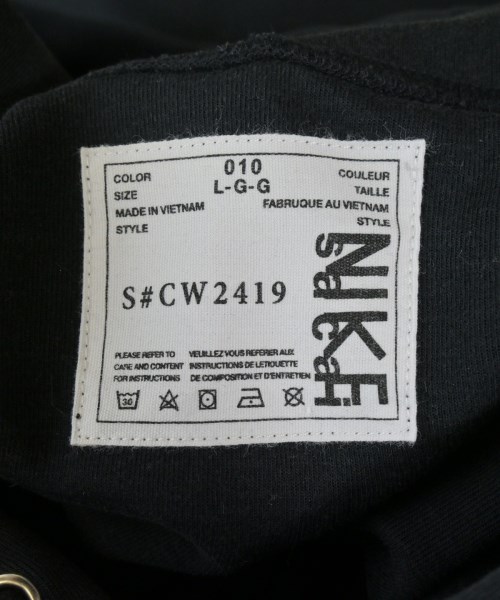 COLOR 010 COULEUR
SIZE L-G-G TAILLE
MADE IN VIETNAM FABRUQUE AU VIETNAM
STYLE STYLE
S#CW2419
NIKE
sacai
PLEASE REFER TO VEUILLEZ VOUS REFERER AUX
CARE AND CONTENT INSTRUCTIONS DE LETIQUETTE
FOR INSTRUCTIONS DE COMPOSITION ET D'ENTRETIEN
30